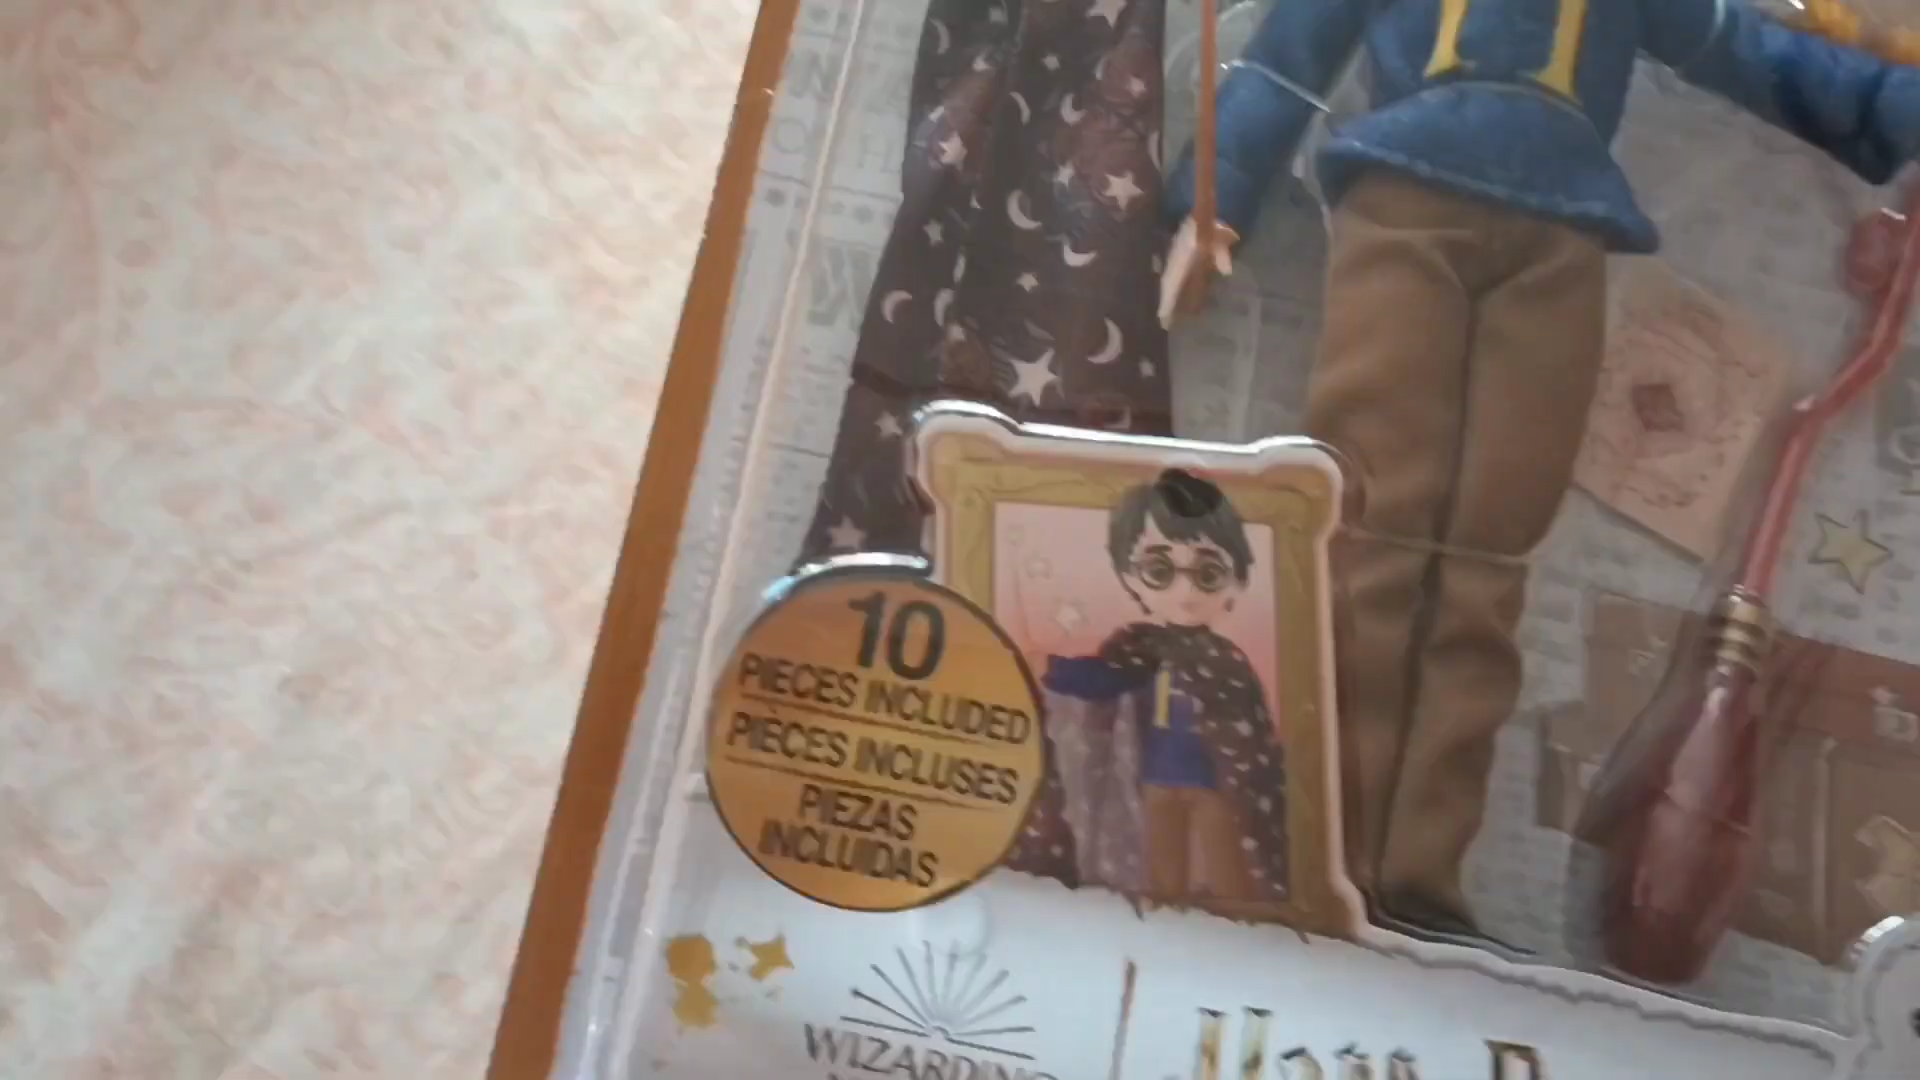 10
PIECES INCLUDED
PIÈCES INCLUSES
PIEZAS
INCLUIDAS